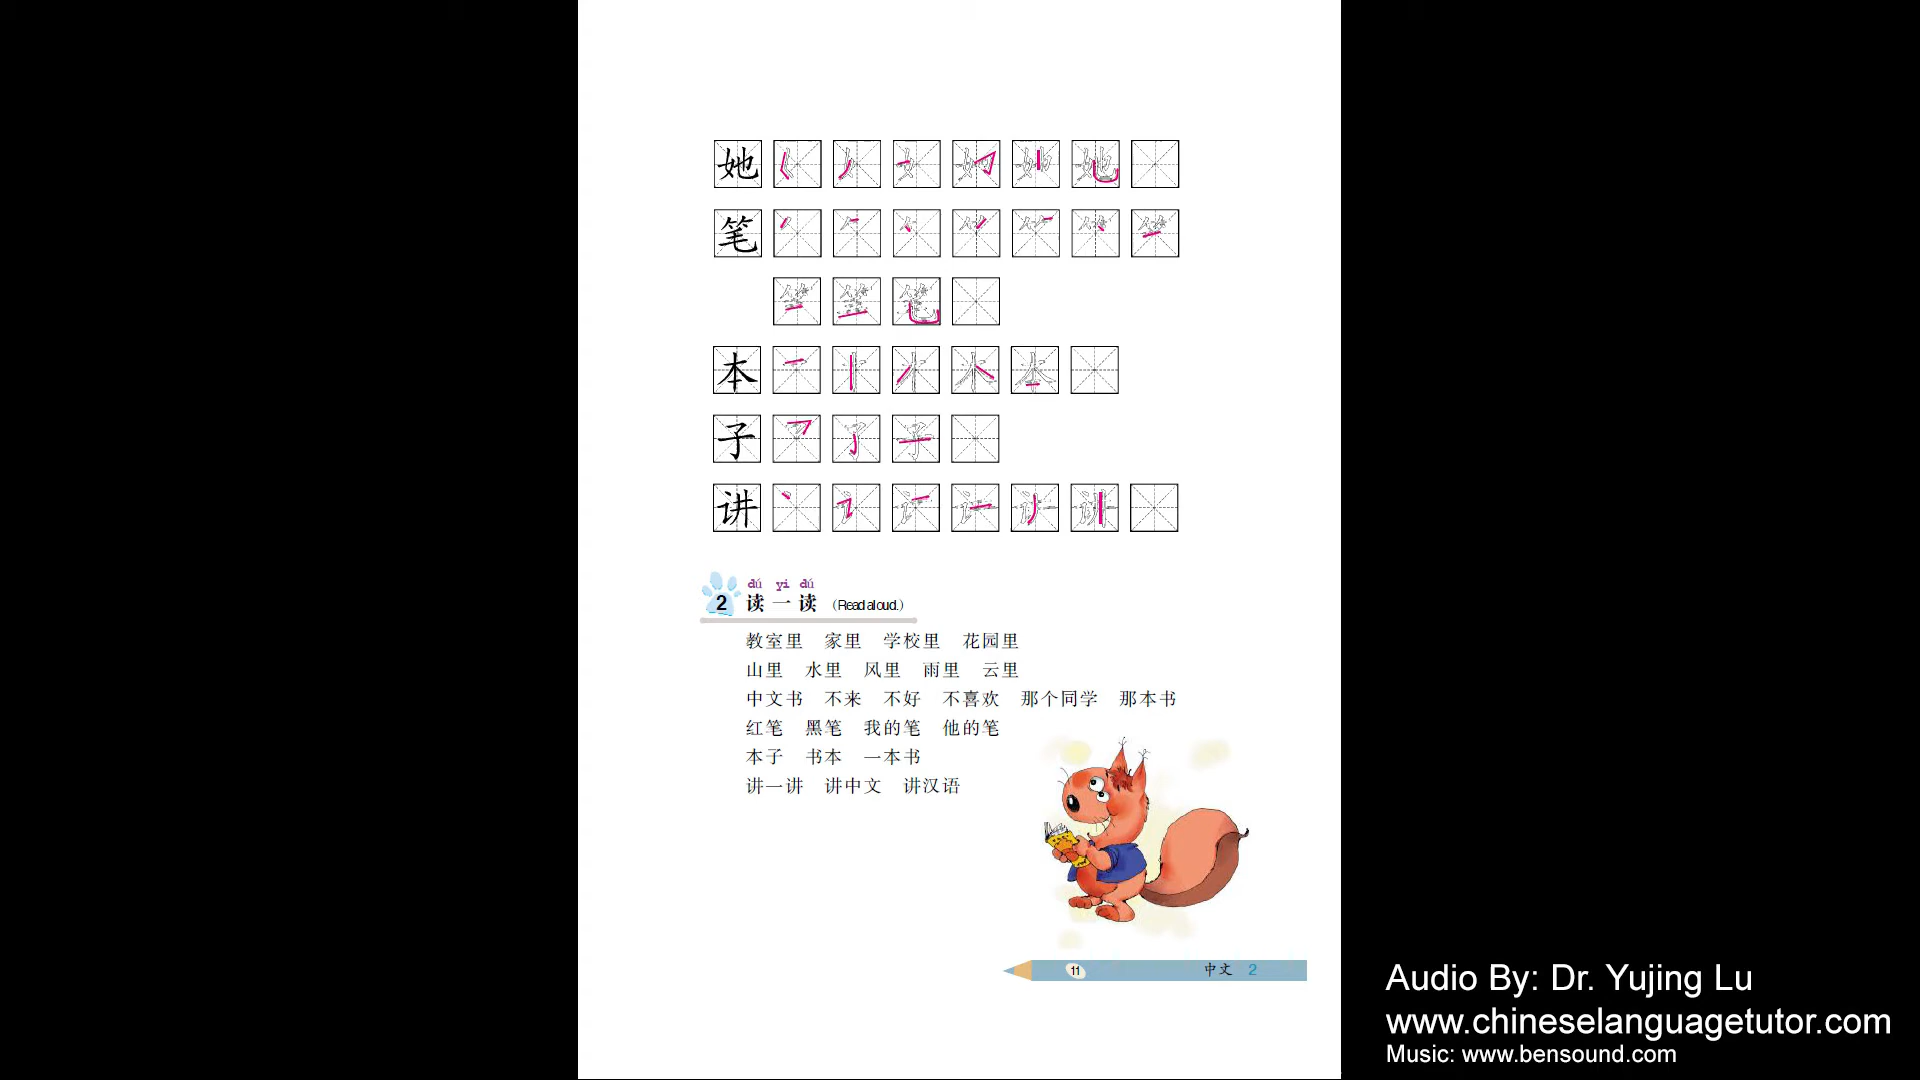 她
笔
本
子
讲
dú yi dú
2 读一读 (Read aloud.)
教室里 家里 学校里 花园里
山里 水里 风里 雨里 云里
中文书 不来 不好 不喜欢 那个同学 那本书
红笔 黑笔 我的笔 他的笔
本子 书本 一本书
讲一讲 讲中文 讲汉语
11 中文 2
Audio By: Dr. Yujing Lu
www.chineselanguagetutor.com
Music: www.bensound.com